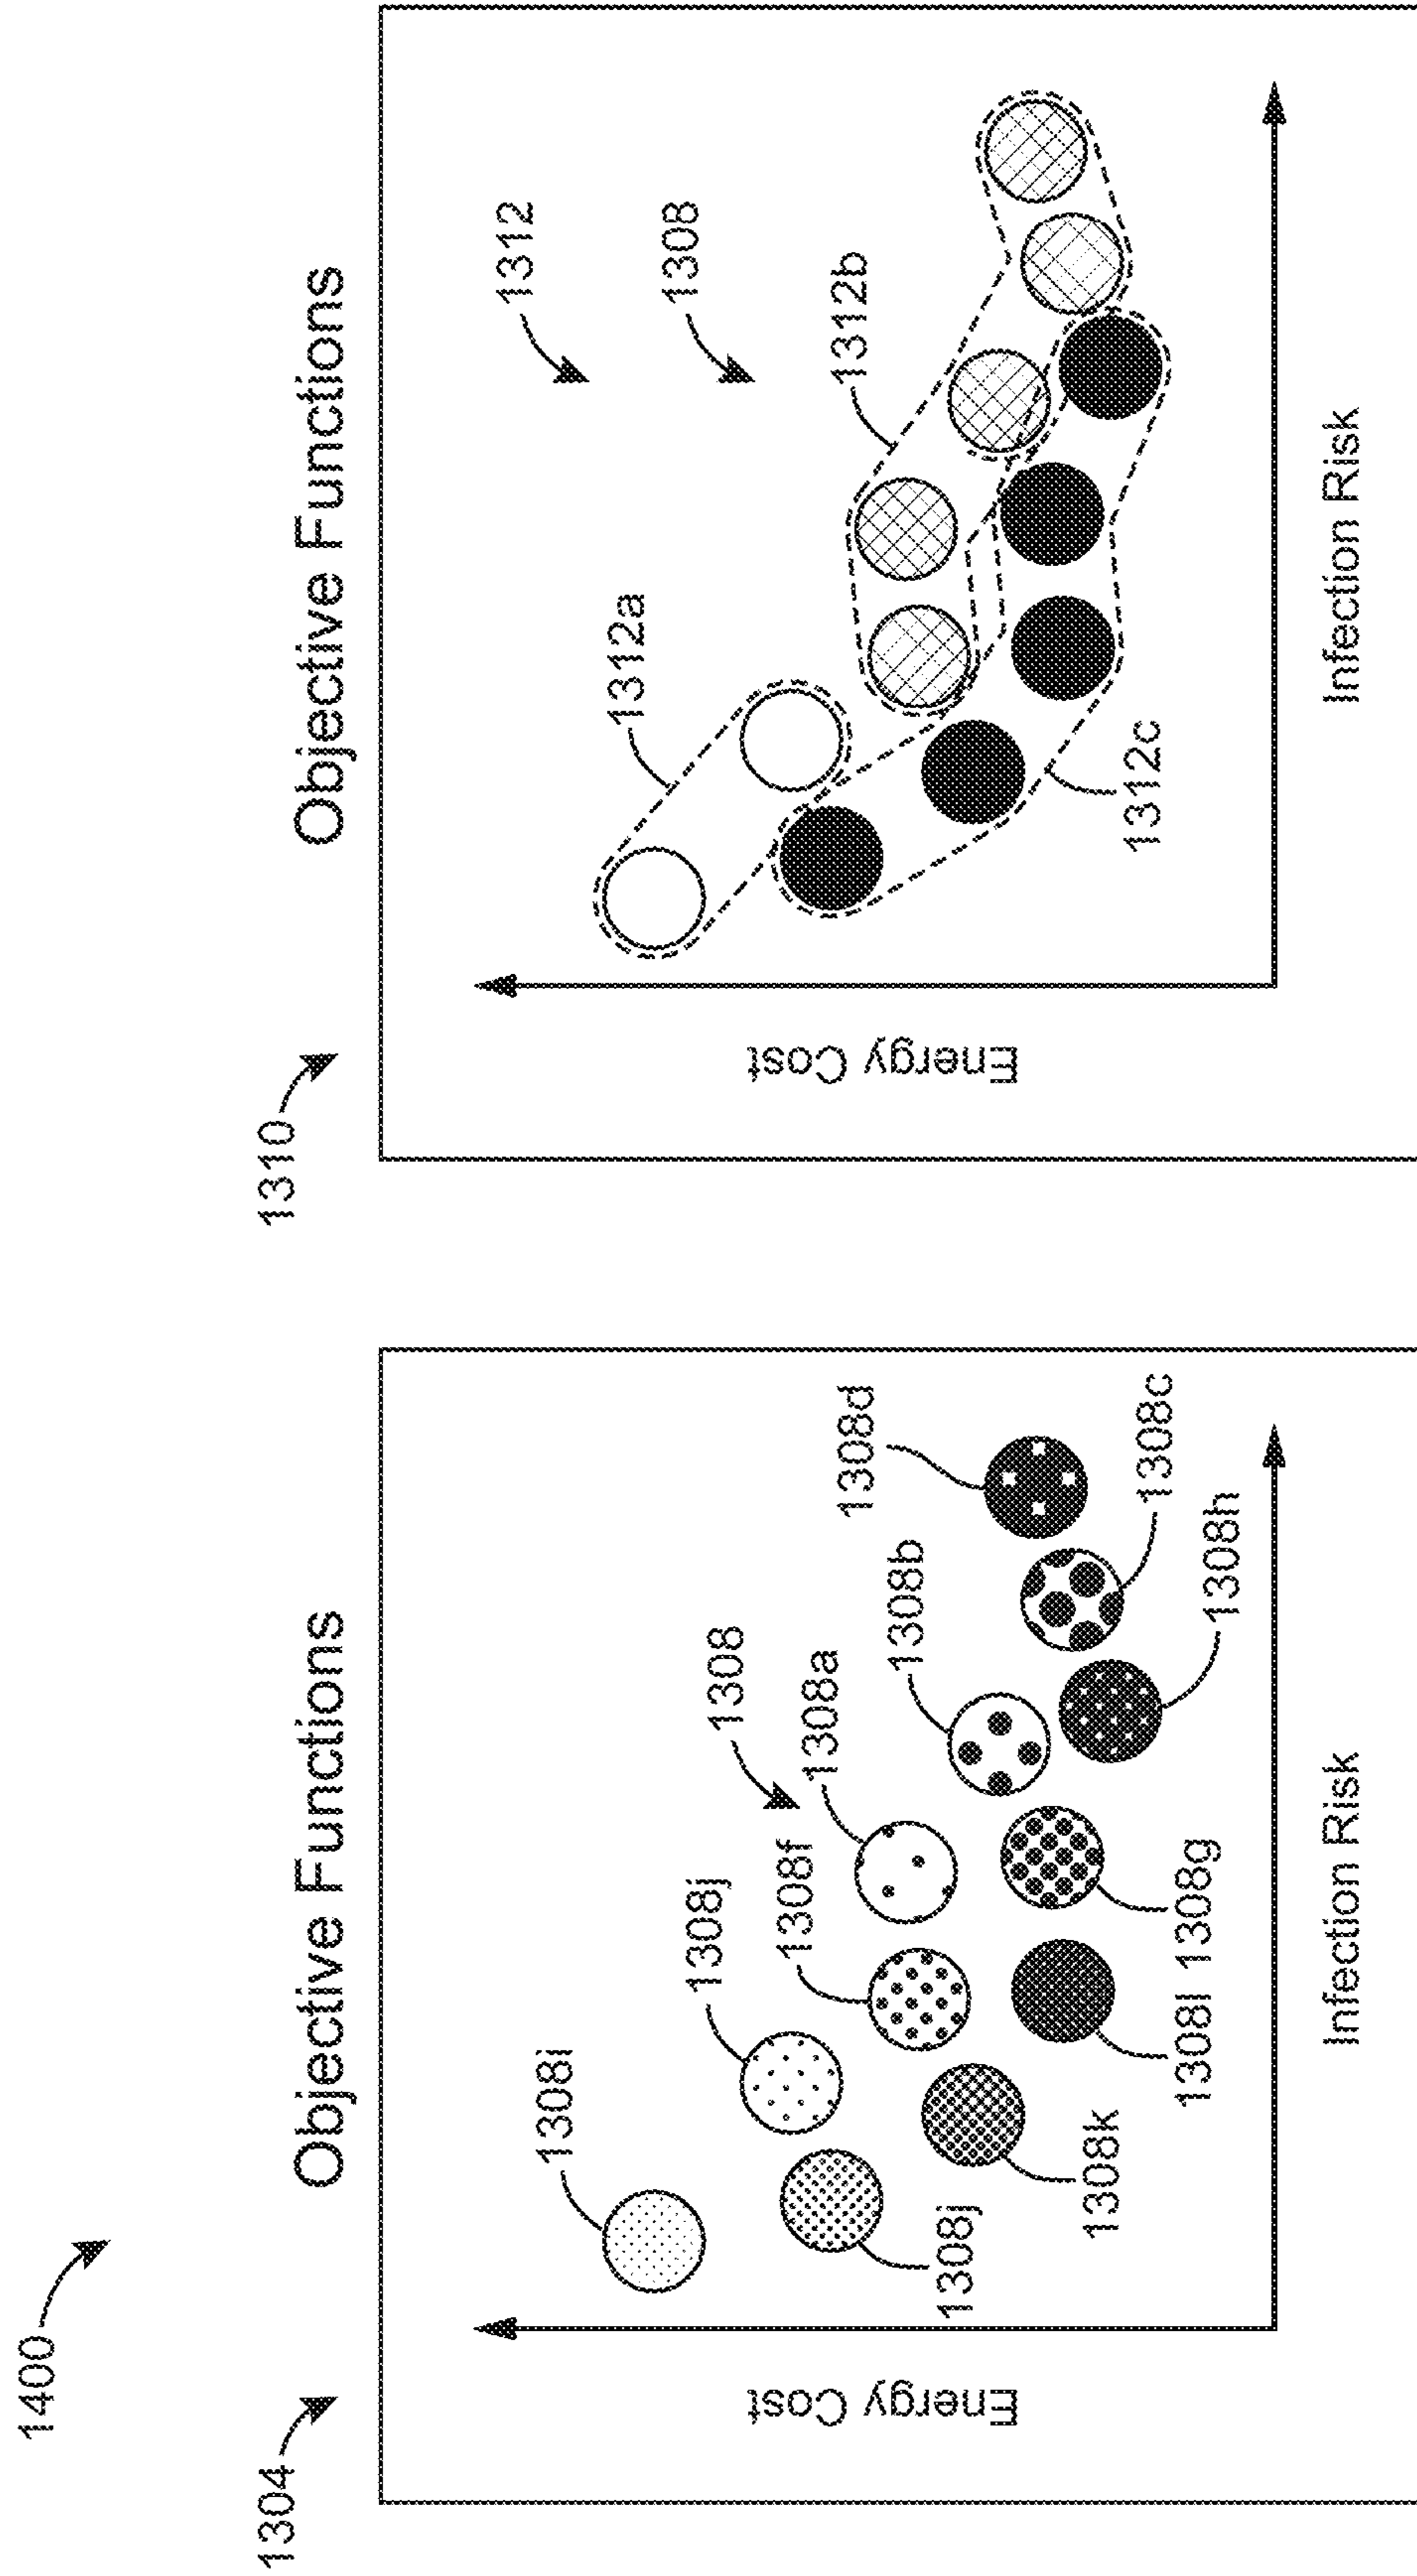 1400
1304
Objective Functions
1308i
1308j
1308
1308f
1308a
1308d
1308b
1308j
1308k
1308l
1308g
1308h
1308c
Energy Cost
Infection Risk
1310
Objective Functions
1312
1308
1312a
1312b
1312c
Energy Cost
Infection Risk